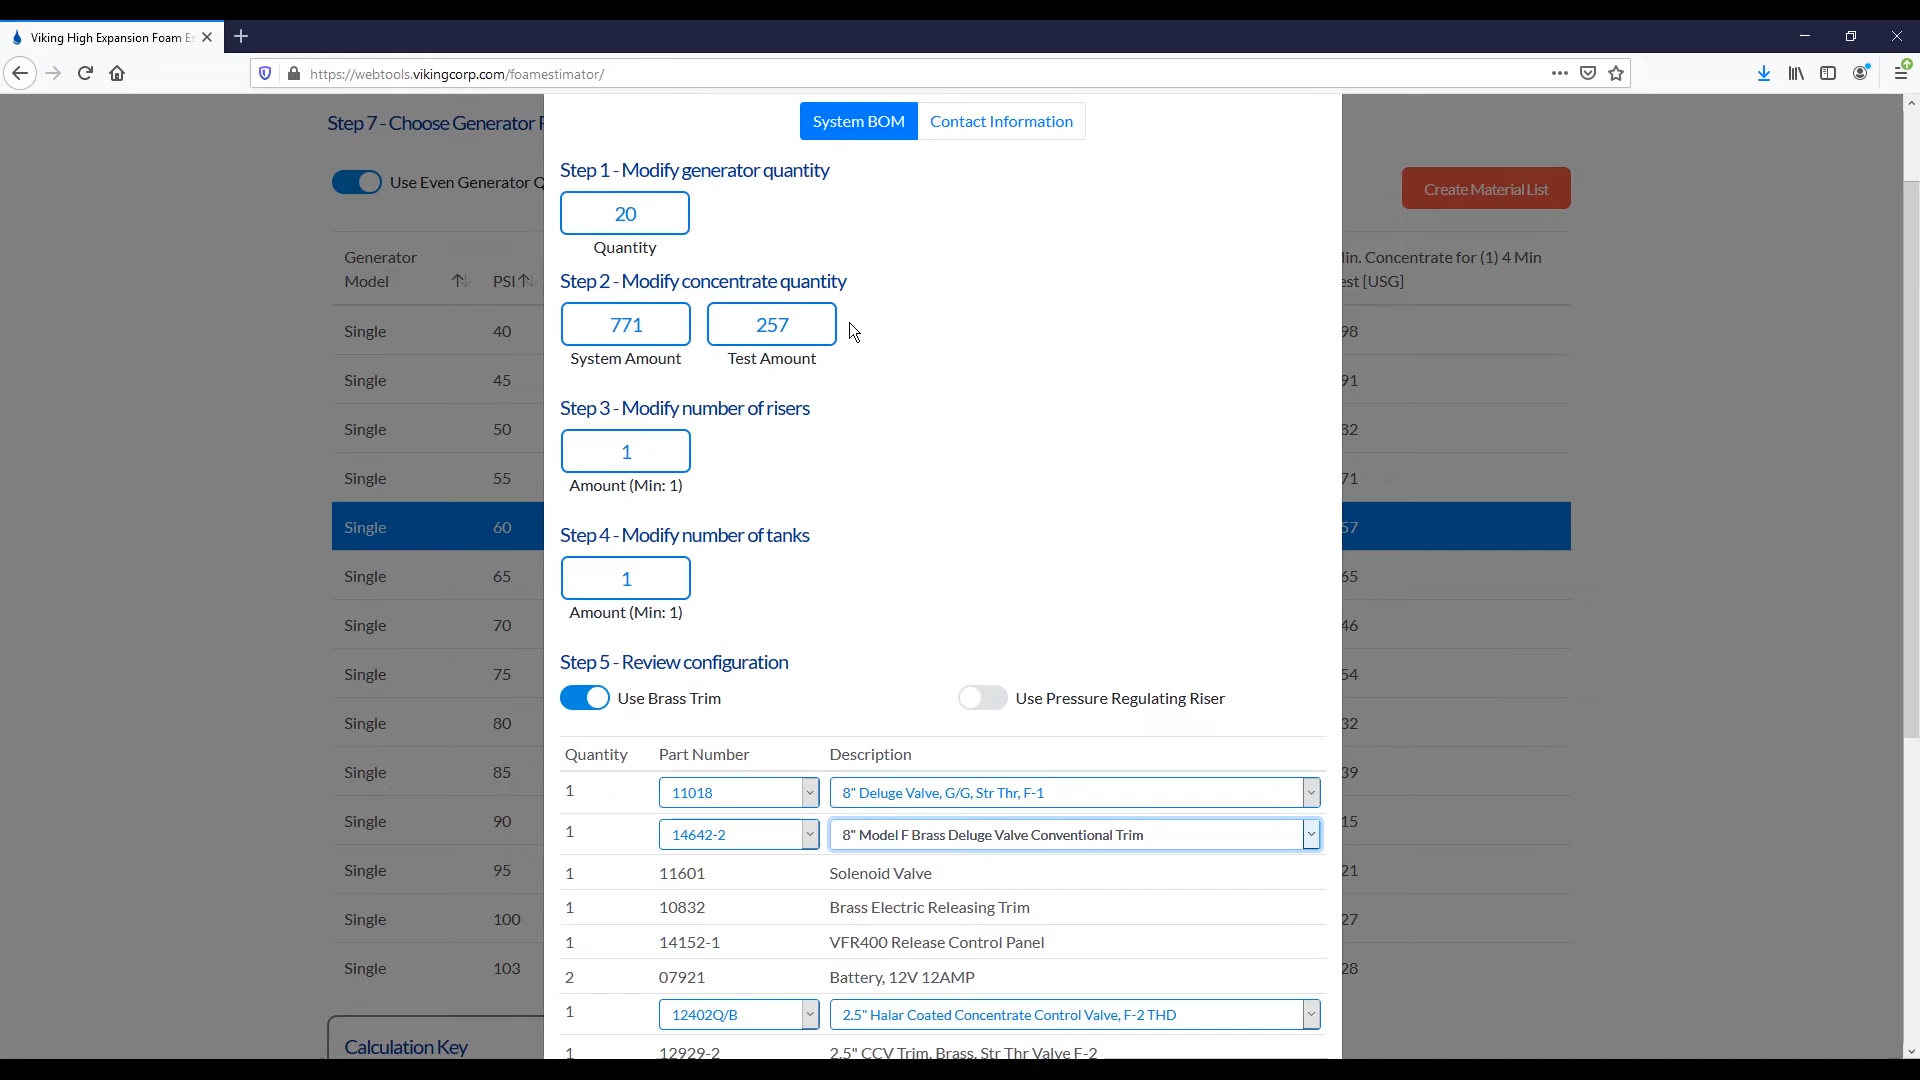 Viking High Expansion Foam Es
https://webtools.vikingcorp.com/foamestimator/
Step 7 - Choose Generator
Use Even Generator Q
Create Material List
Generator Model
PSI
in. Concentrate for (1) 4 Min
est [USG]
Single 40 98
Single 45 91
Single 50 82
Single 55 71
Single 60 57
Single 65 65
Single 70 46
Single 75 54
Single 80 32
Single 85 39
Single 90 15
Single 95 21
Single 100 27
Single 103 28
Calculation Key
System BOM
Contact Information
Step 1 - Modify generator quantity
20
Quantity
Step 2 - Modify concentrate quantity
771 257
System Amount Test Amount
Step 3 - Modify number of risers
1
Amount (Min: 1)
Step 4 - Modify number of tanks
1
Amount (Min: 1)
Step 5 - Review configuration
Use Brass Trim Use Pressure Regulating Riser
Quantity Part Number Description
1 11018 8" Deluge Valve, G/G, Str Thr, F-1
1 14642-2 8" Model F Brass Deluge Valve Conventional Trim
1 11601 Solenoid Valve
1 10832 Brass Electric Releasing Trim
1 14152-1 VFR400 Release Control Panel
2 07921 Battery, 12V 12AMP
1 12402Q/B 2.5" Halar Coated Concentrate Control Valve, F-2 THD
1 12929-2 2.5" CCV Trim, Brass, Str Thr Valve F-2